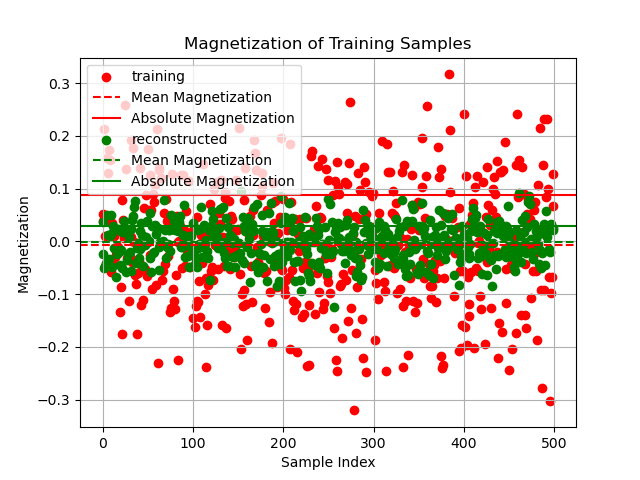 Magnetization of Training Samples
training
Mean Magnetization
Absolute Magnetization
reconstructed
Mean Magnetization
Absolute Magnetization
Magnetization
0.3
0.2
0.1
0.0
−0.1
−0.2
−0.3
0 100 200 300 400 500
Sample Index